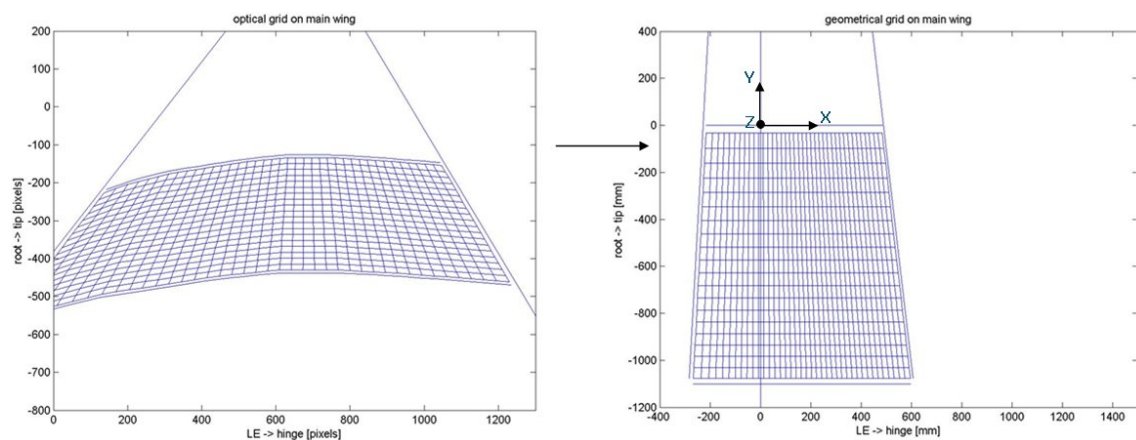 optical grid on main wing
200
100
0
-100
-200
-300
-400
-500
-600
-700
-800
root -> tip [pixels]
0 200 400 600 800 1000 1200
LE -> hinge [pixels]
geometrical grid on main wing
400
200
0
-200
-400
-600
-800
-1000
-1200
root -> tip [mm]
Y
Z X
-400 -200 0 200 400 600 800 1000 1200 1400
LE -> hinge [mm]